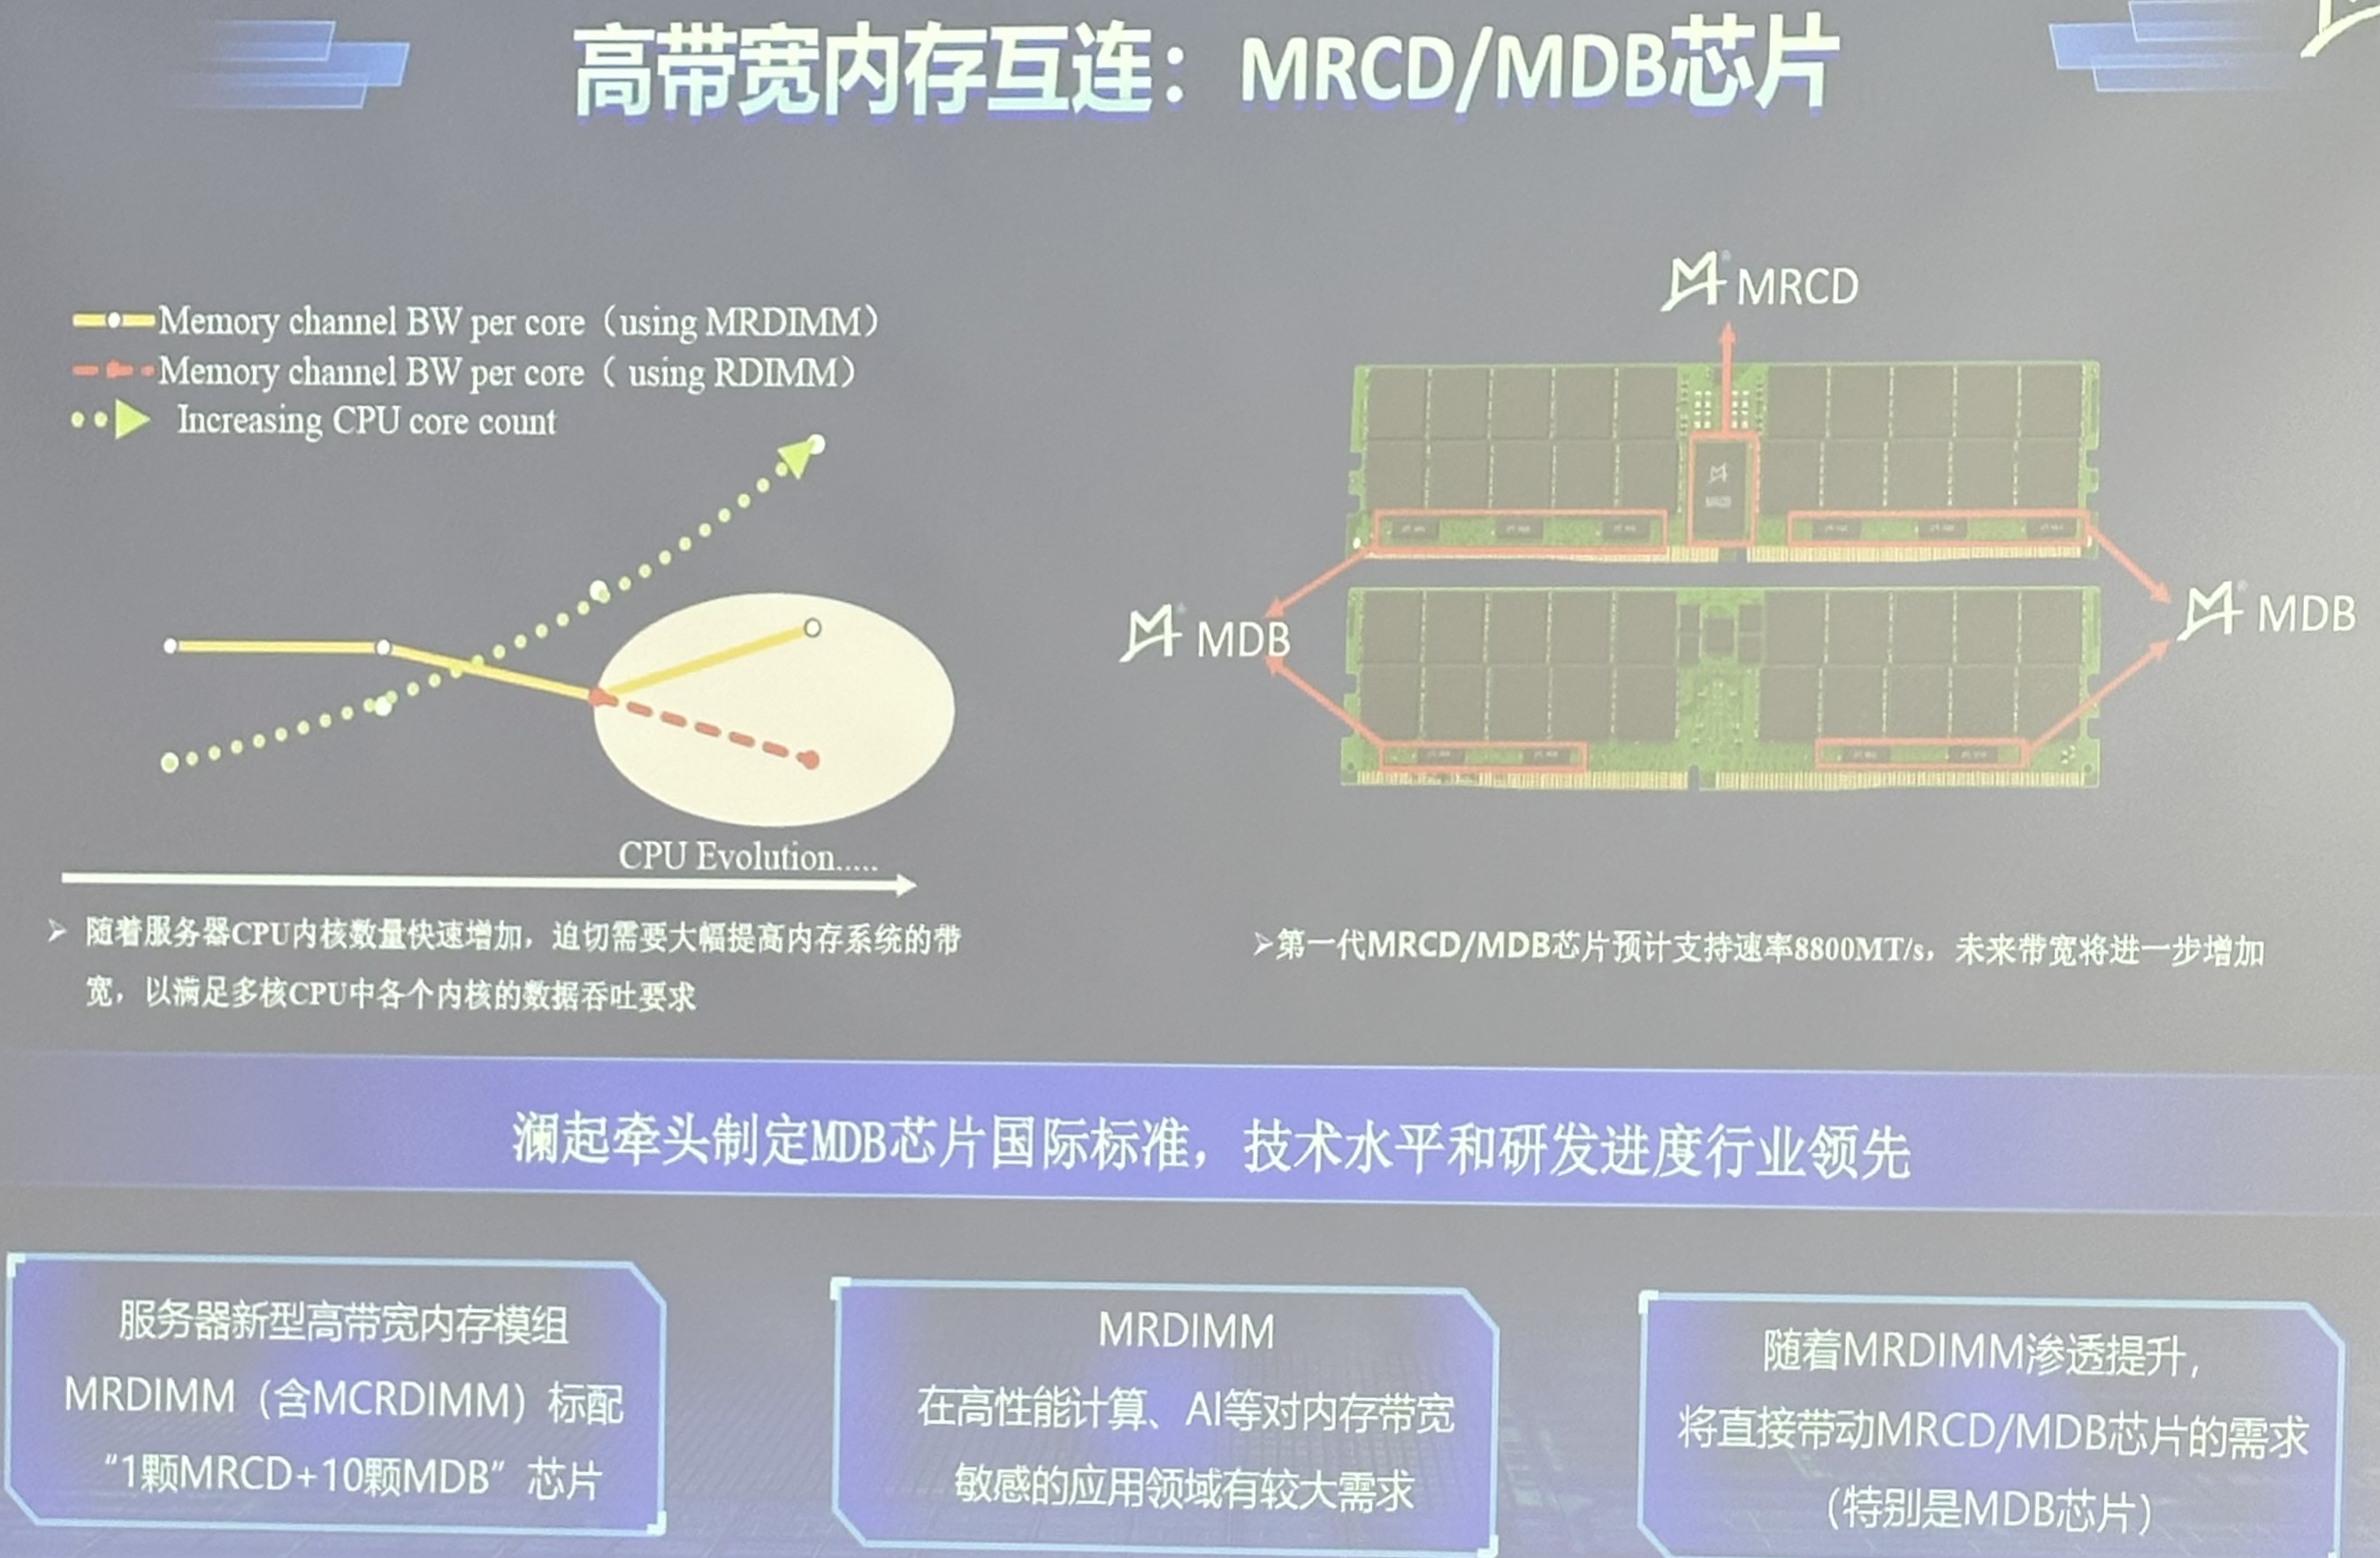 高带宽内存互连：MRCD/MDB芯片
Memory channel BW per core（using MRDIMM）
Memory channel BW per core（ using RDIMM）
Increasing CPU core count
CPU Evolution.....
➢ 随着服务器CPU内核数量快速增加，迫切需要大幅提高内存系统的带
宽，以满足多核CPU中各个内核的数据吞吐要求
MRCD
MRCD
MDB
MDB
➢第一代MRCD/MDB芯片预计支持速率8800MT/s，未来带宽将进一步增加
澜起牵头制定MDB芯片国际标准，技术水平和研发进度行业领先
服务器新型高带宽内存模组
MRDIMM（含MCRDIMM）标配
“1颗MRCD+10颗MDB”芯片
MRDIMM
在高性能计算、AI等对内存带宽
敏感的应用领域有较大需求
随着MRDIMM渗透提升，
将直接带动MRCD/MDB芯片的需求
（特别是MDB芯片）